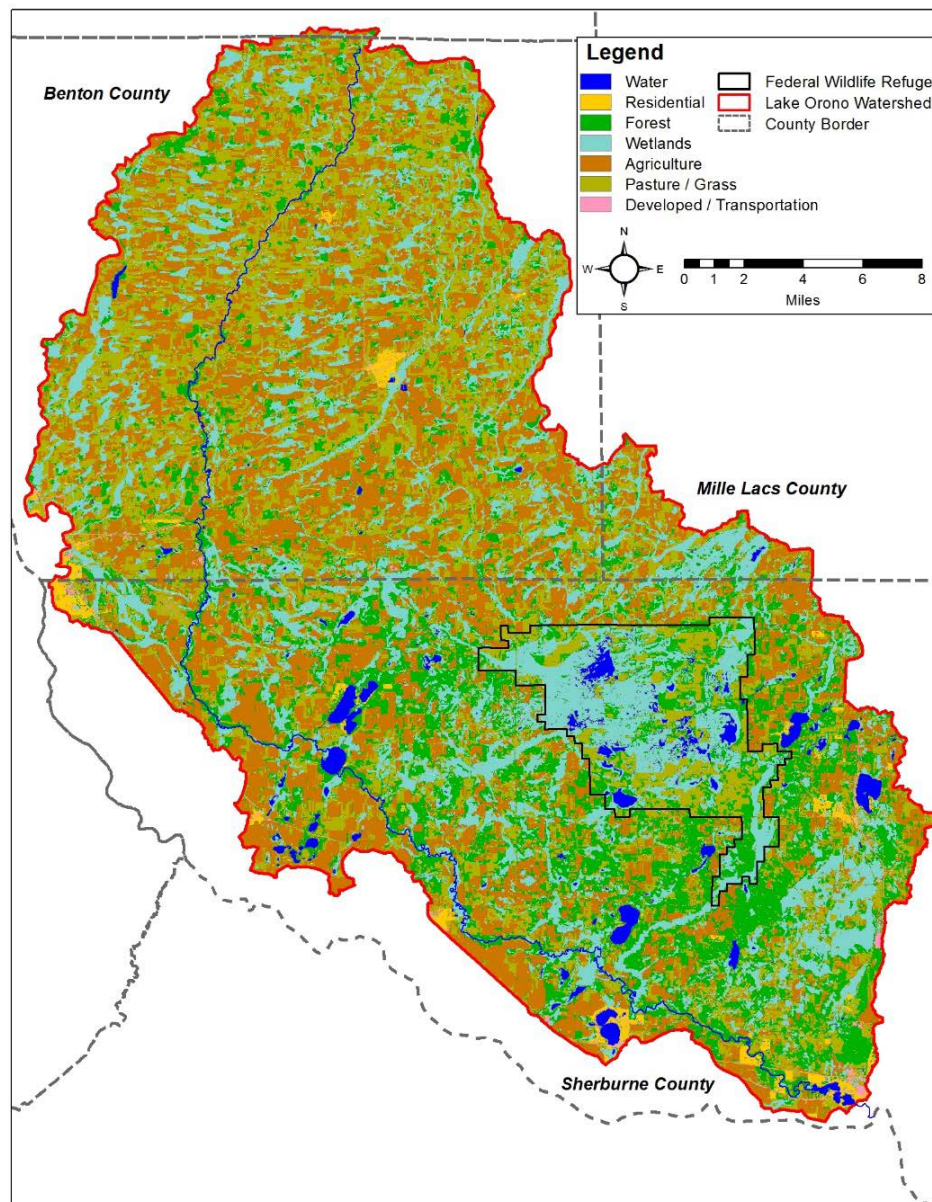 Legend
Water
Residential
Forest
Wetlands
Agriculture
Pasture / Grass
Developed / Transportation
Federal Wildlife Refuge
Lake Orono Watershed
County Border
N
W E
S
0 1 2 4 6 8
Miles
Benton County
Mille Lacs County
Sherburne County